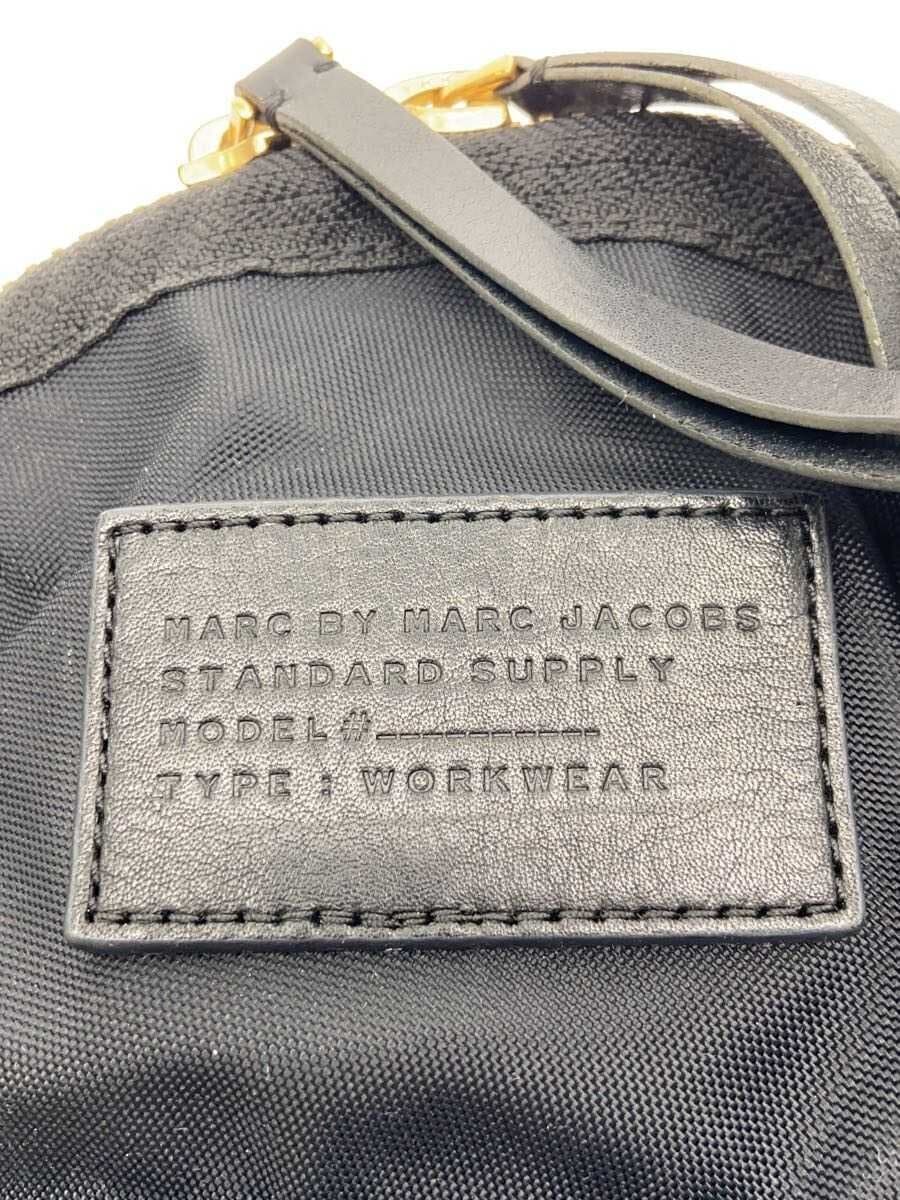 MARC BY MARC JACOBS
STANDARD SUPPLY
MODEL#__________
TYPE : WORKWEAR